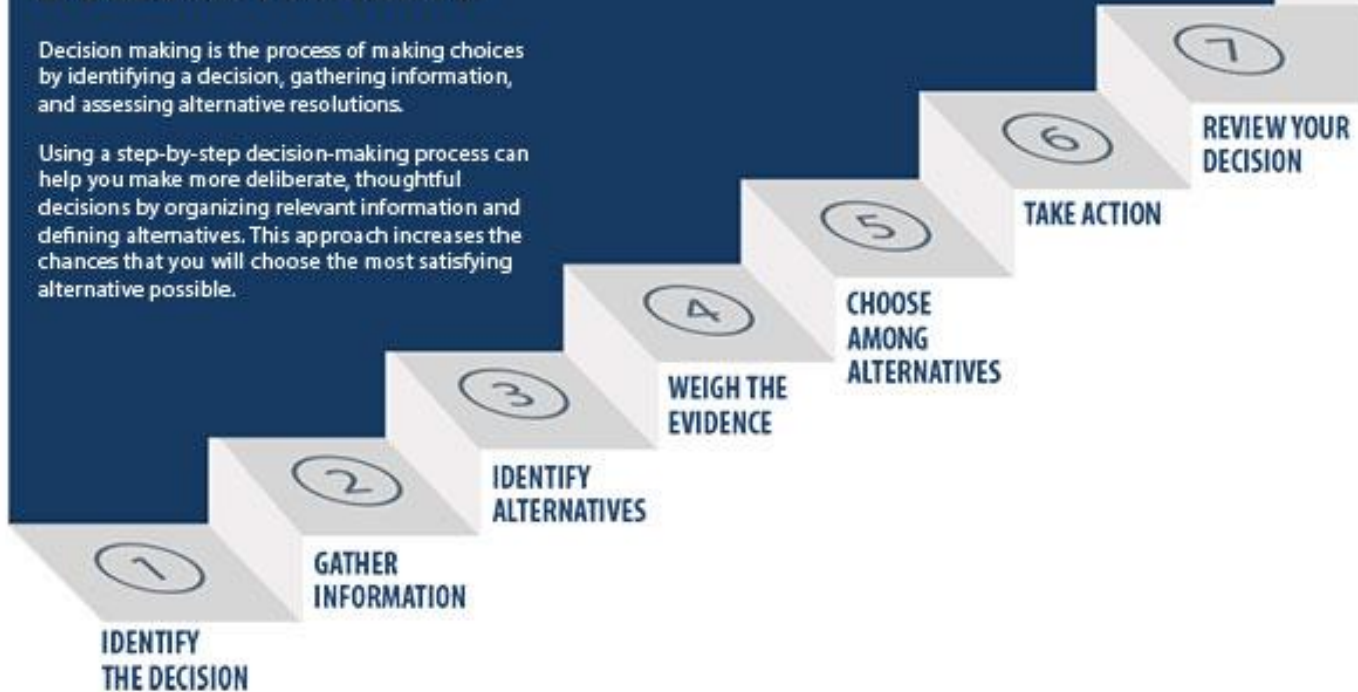 Decision making is the process of making choices
by identifying a decision, gathering information,
and assessing alternative resolutions.
Using a step-by-step decision-making process can
help you make more deliberate, thoughtful
decisions by organizing relevant information and
defining alternatives. This approach increases the
chances that you will choose the most satisfying
alternative possible.
1
IDENTIFY
THE DECISION
2
GATHER
INFORMATION
3
IDENTIFY
ALTERNATIVES
4
WEIGH THE
EVIDENCE
5
CHOOSE
AMONG
ALTERNATIVES
6
TAKE ACTION
7
REVIEW YOUR
DECISION